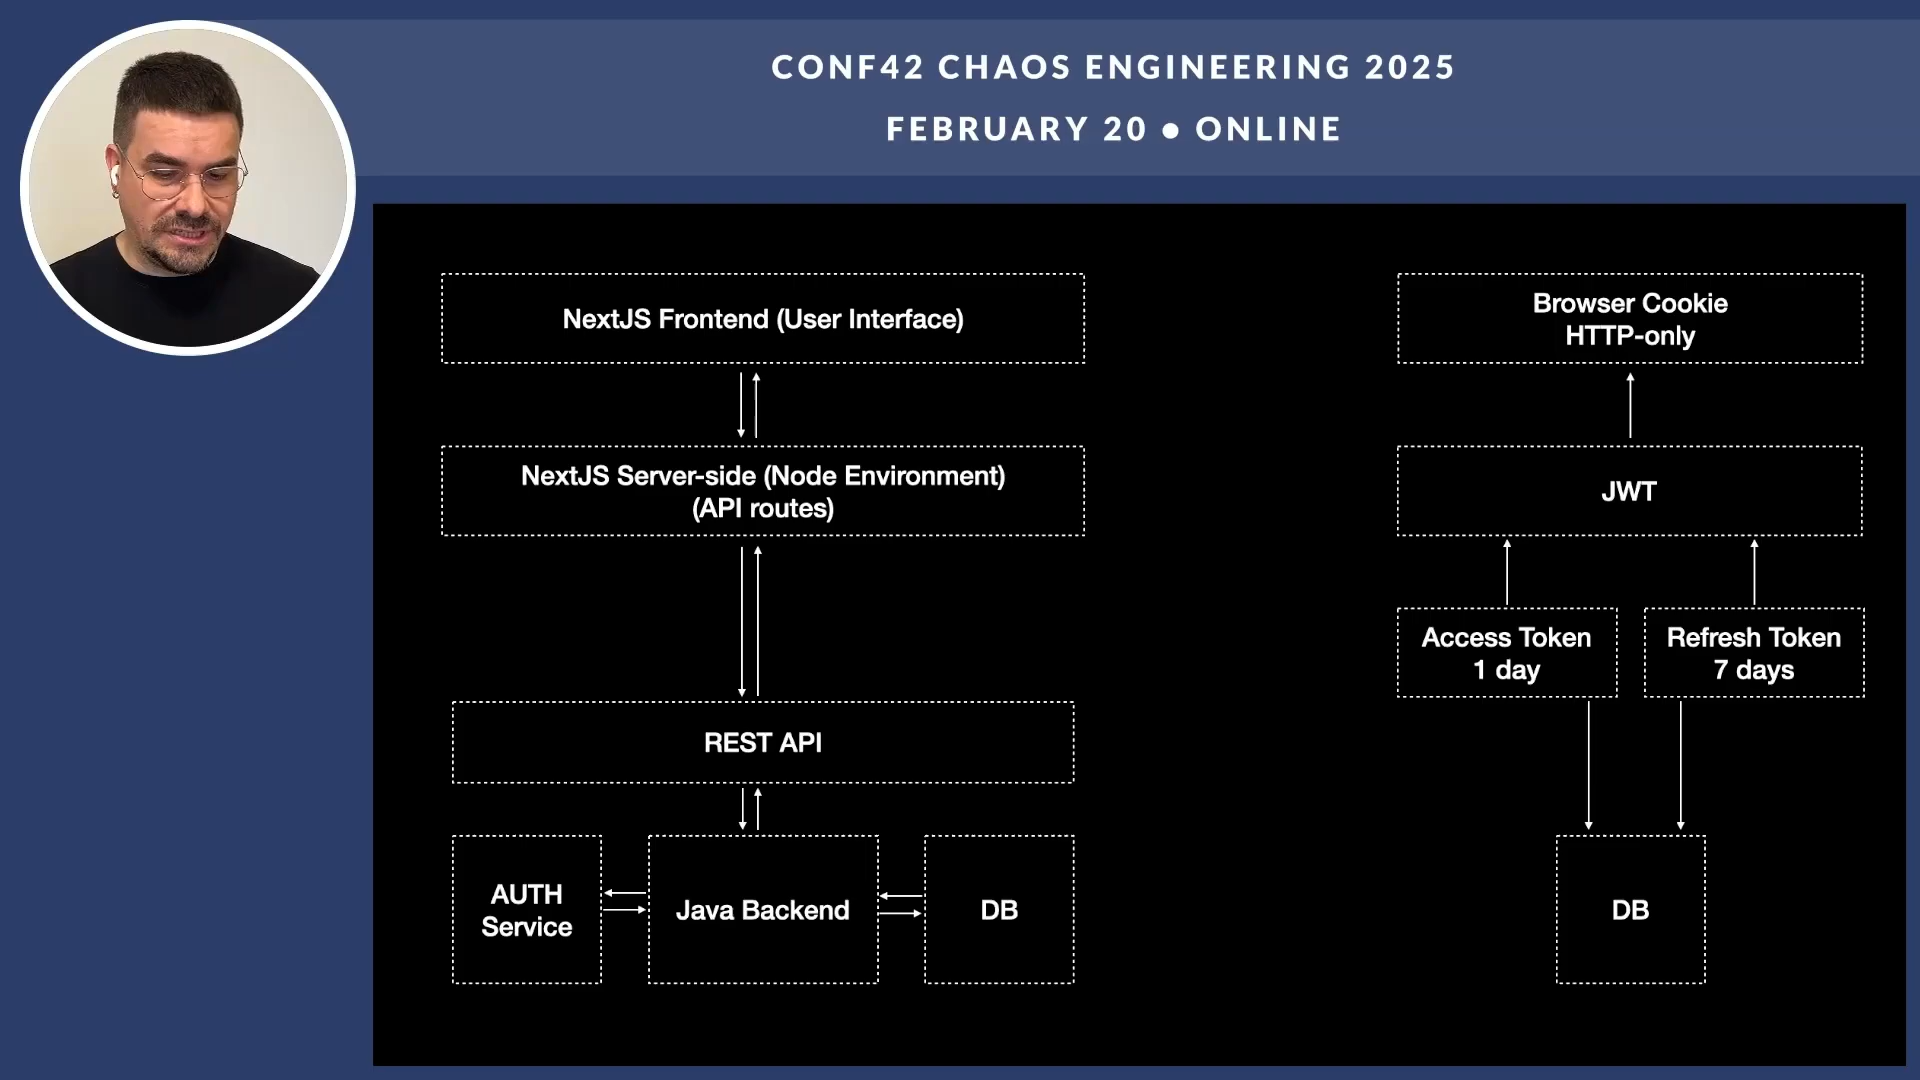 CONF42 CHAOS ENGINEERING 2025
FEBRUARY 20 ● ONLINE
NextJS Frontend (User Interface)
NextJS Server-side (Node Environment)
(API routes)
REST API
AUTH
Service
Java Backend
DB
Browser Cookie
HTTP-only
JWT
Access Token
1 day
Refresh Token
7 days
DB